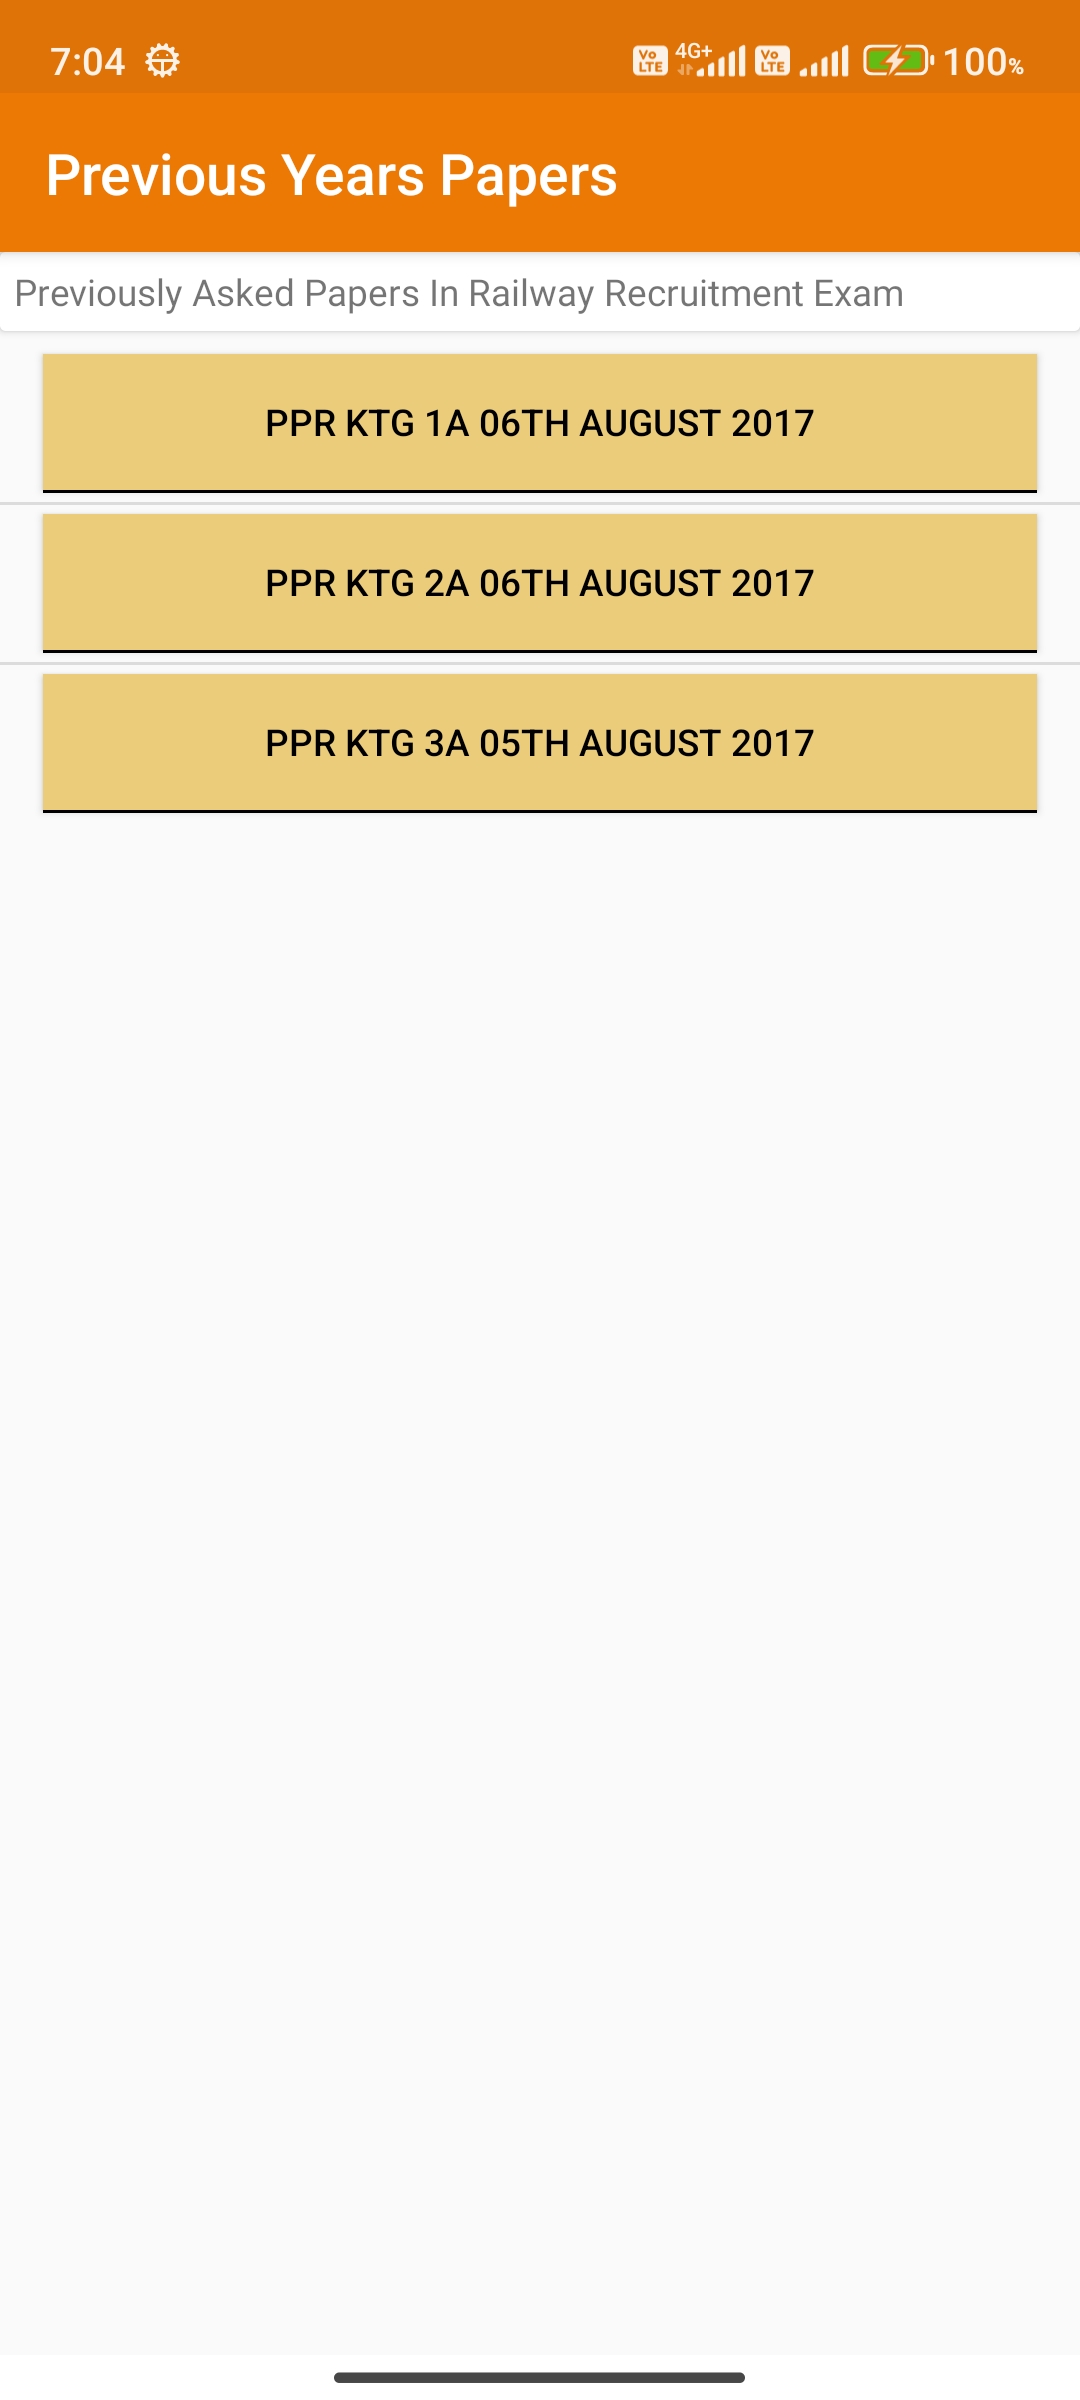 7:04 Vo LTE 4G+ Vo LTE 100%
Previous Years Papers
Previously Asked Papers In Railway Recruitment Exam
PPR KTG 1A 06TH AUGUST 2017
PPR KTG 2A 06TH AUGUST 2017
PPR KTG 3A 05TH AUGUST 2017